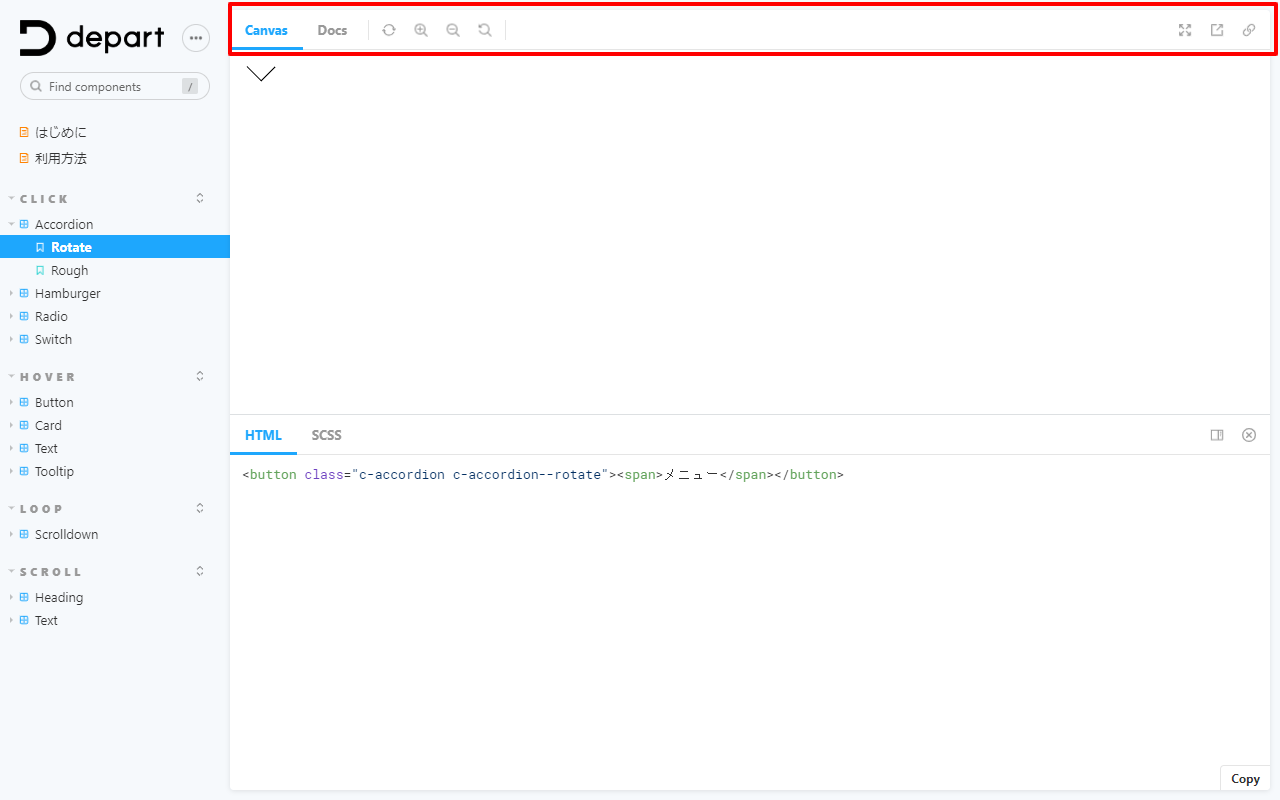 depart
Find components /
はじめに
利用方法
CLICK
Accordion
Rotate
Rough
Hamburger
Radio
Switch
HOVER
Button
Card
Text
Tooltip
LOOP
Scrolldown
SCROLL
Heading
Text
Canvas Docs
HTML SCSS
<button class="c-accordion c-accordion--rotate"><span>メニュー</span></button>
Copy